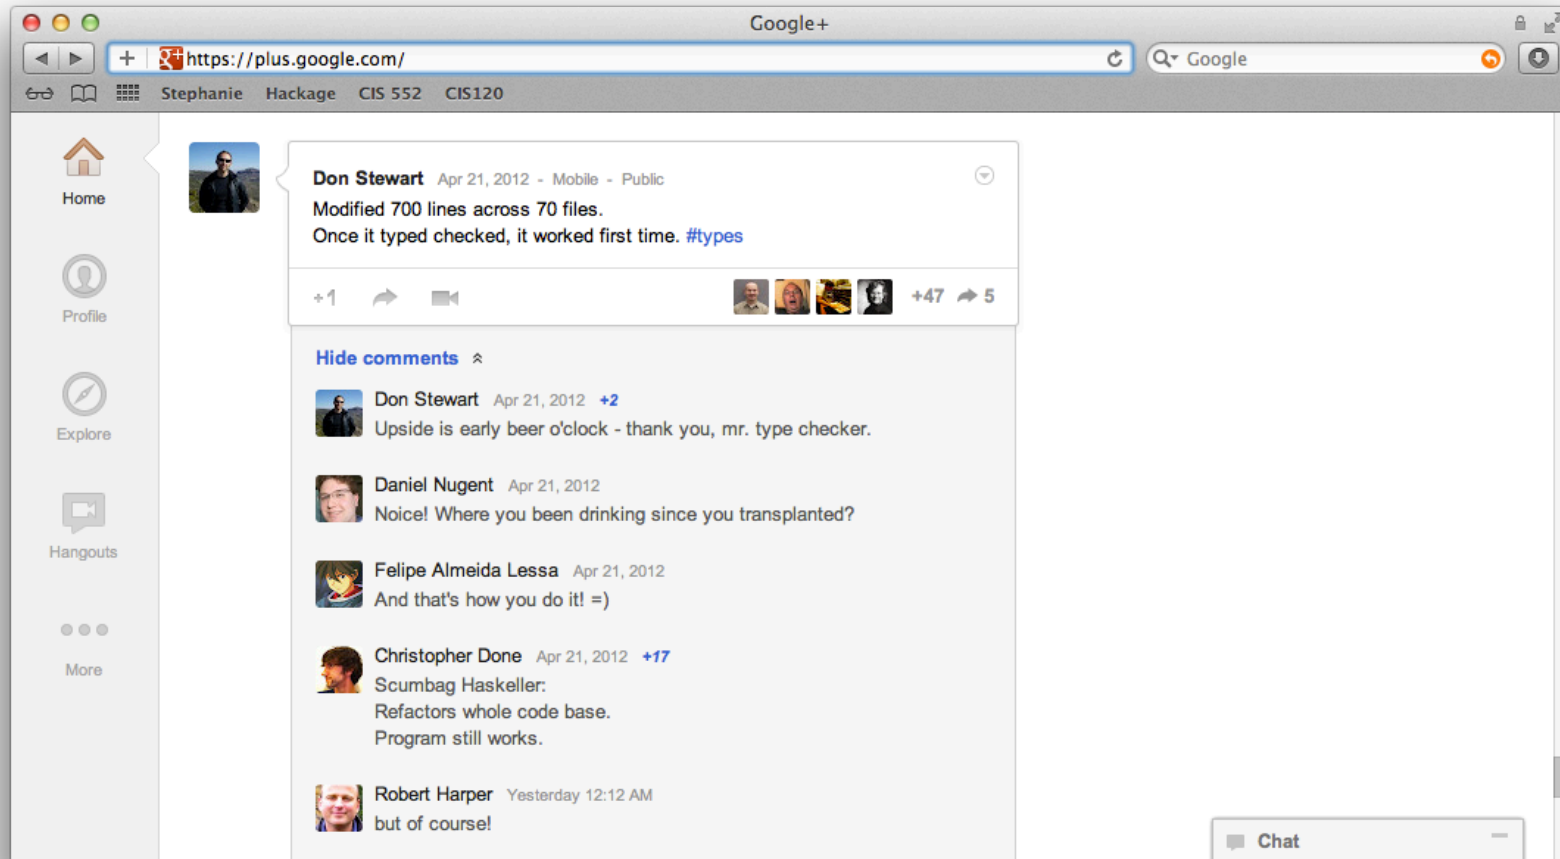 Google+
https://plus.google.com/
Google
Stephanie Hackage CIS 552 CIS120
Home
Profile
Explore
Hangouts
More
Don Stewart Apr 21, 2012 - Mobile - Public
Modified 700 lines across 70 files.
Once it typed checked, it worked first time. #types
+1
+47 5
Hide comments
Don Stewart Apr 21, 2012 +2
Upside is early beer o'clock - thank you, mr. type checker.
Daniel Nugent Apr 21, 2012
Noice! Where you been drinking since you transplanted?
Felipe Almeida Lessa Apr 21, 2012
And that's how you do it! =)
Christopher Done Apr 21, 2012 +17
Scumbag Haskeller:
Refactors whole code base.
Program still works.
Robert Harper Yesterday 12:12 AM
but of course!
Chat